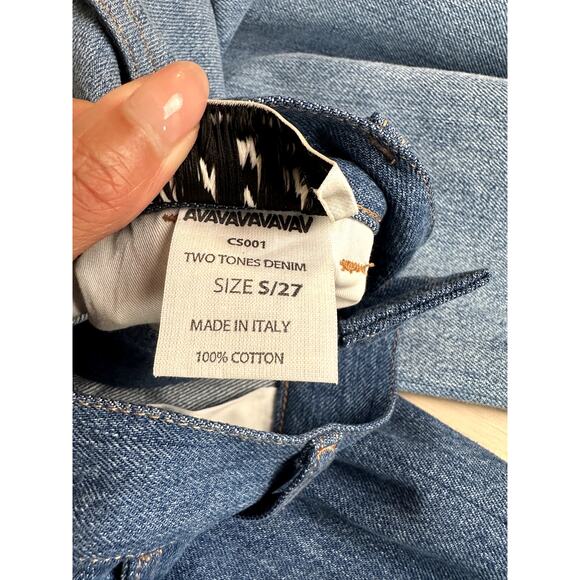 AVAVAVAVAVAV
CS001
TWO TONES DENIM
SIZE S/27
MADE IN ITALY
100% COTTON